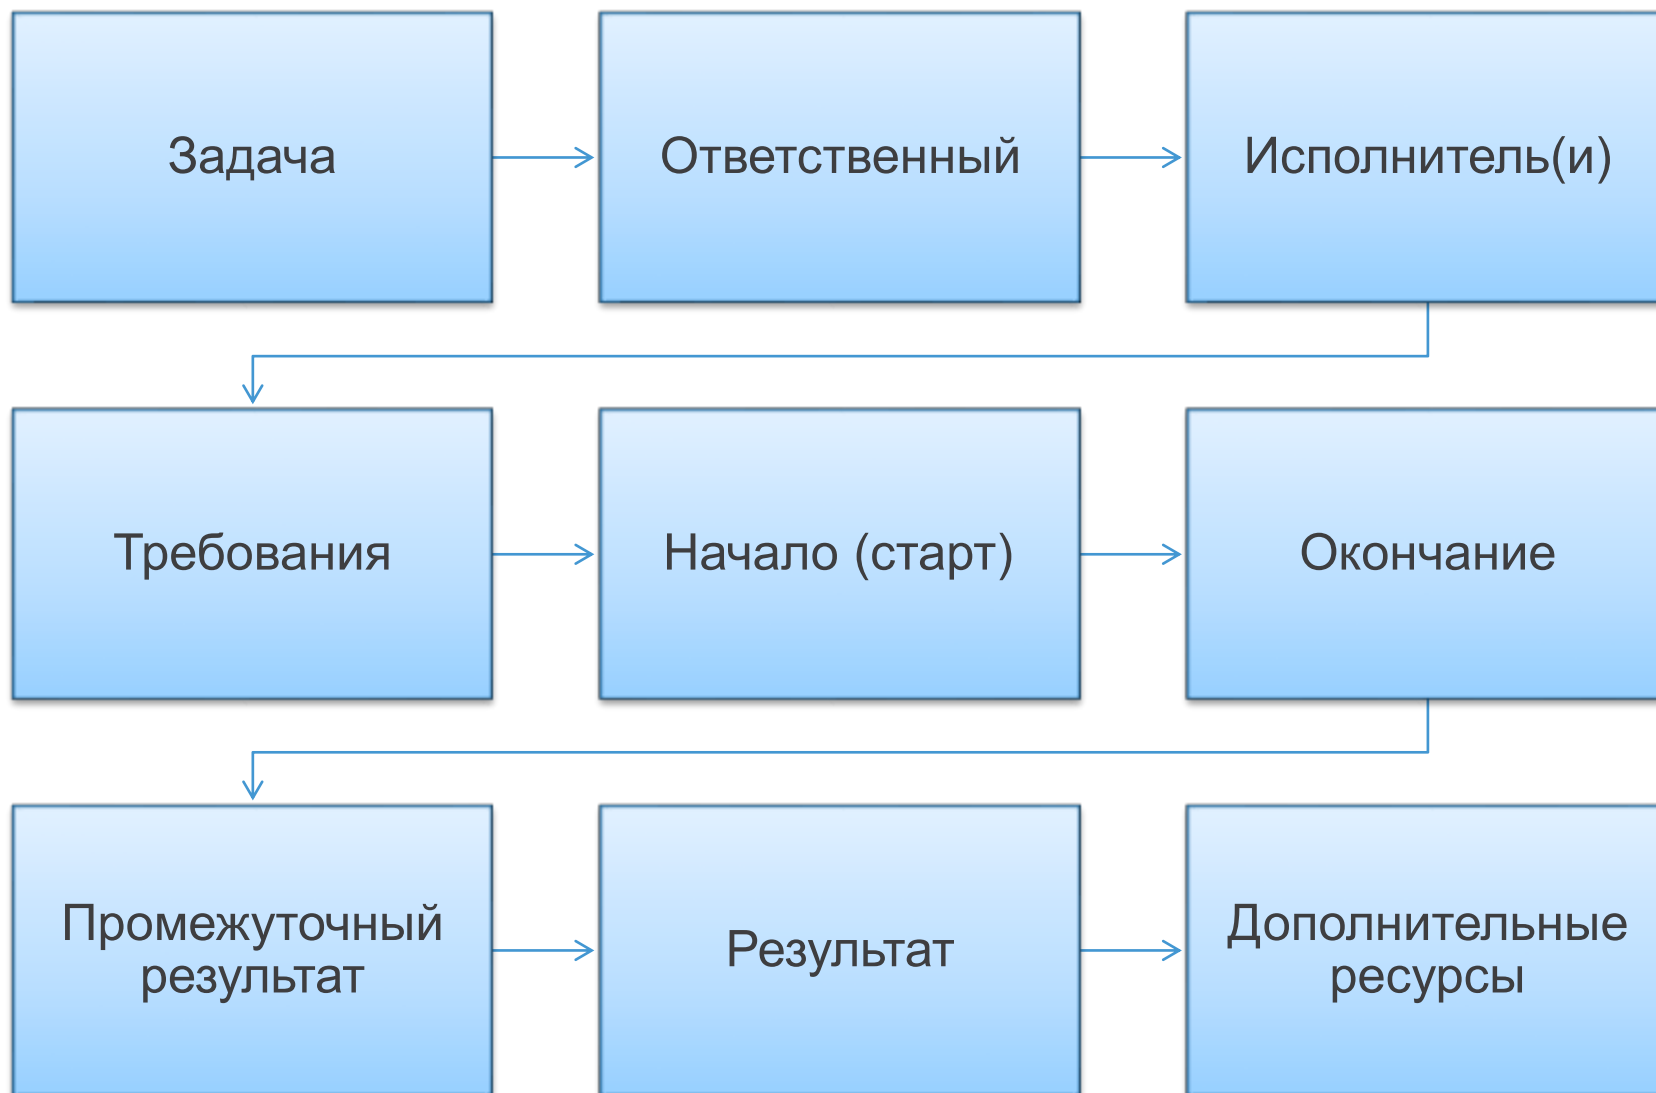 Задача
Ответственный
Исполнитель(и)
Требования
Начало (старт)
Окончание
Промежуточный
результат
Результат
Дополнительные
ресурсы